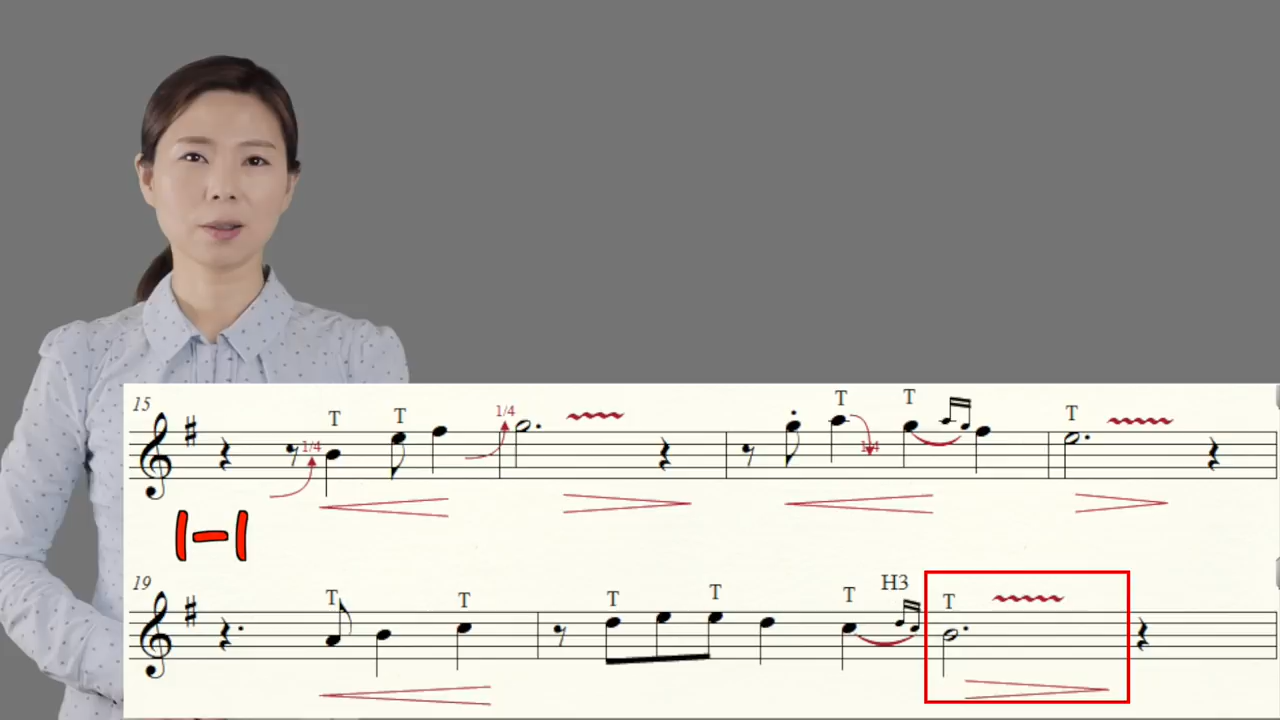 15
T T 1/4 T T T
1/4 1/4
1-1
19
T T T T T H3 T